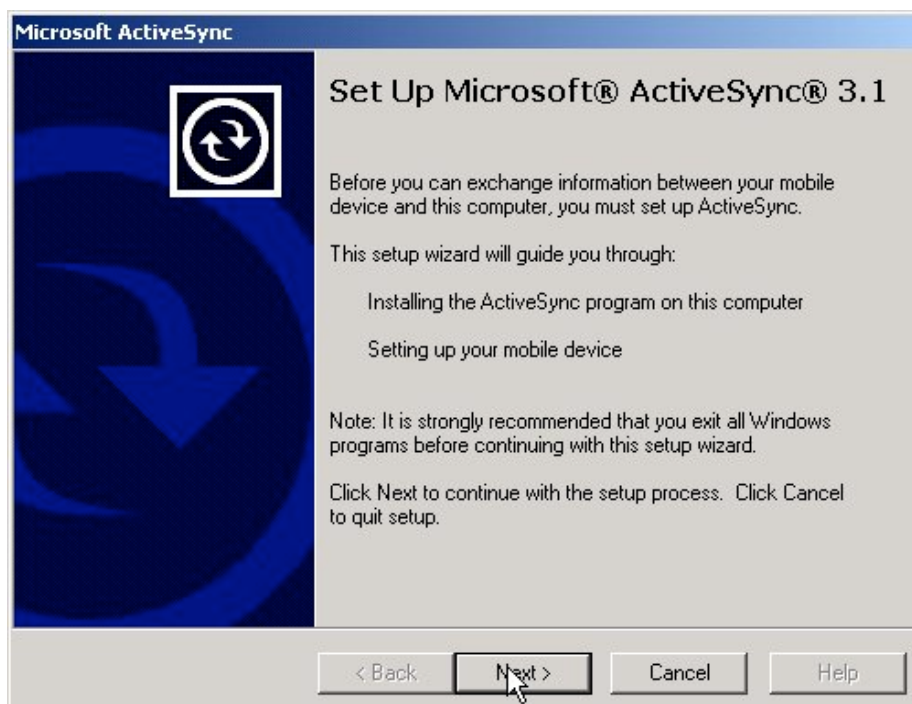 Microsoft ActiveSync
Set Up Microsoft® ActiveSync® 3.1
Before you can exchange information between your mobile
device and this computer, you must set up ActiveSync.
This setup wizard will guide you through:
Installing the ActiveSync program on this computer
Setting up your mobile device
Note: It is strongly recommended that you exit all Windows
programs before continuing with this setup wizard.
Click Next to continue with the setup process.  Click Cancel
to quit setup.
< Back Next > Cancel Help